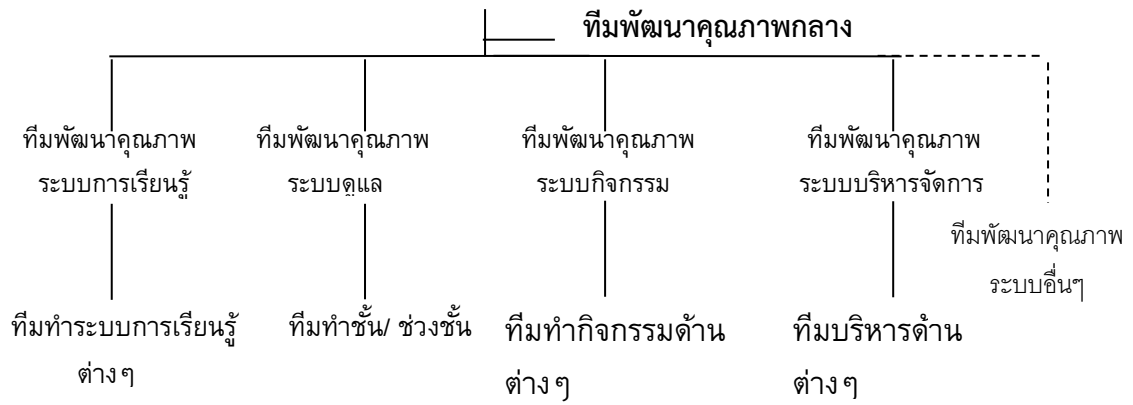 ทีมพัฒนาคุณภาพกลาง
ทีมพัฒนาคุณภาพ
ระบบการเรียนรู้
ทีมพัฒนาคุณภาพ
ระบบดูแล
ทีมพัฒนาคุณภาพ
ระบบกิจกรรม
ทีมพัฒนาคุณภาพ
ระบบบริหารจัดการ
ทีมพัฒนาคุณภาพ
ระบบอื่นๆ
ทีมทำระบบการเรียนรู้
ต่าง ๆ
ทีมทำชั้น/ ช่วงชั้น
ทีมทำกิจกรรมด้าน
ต่าง ๆ
ทีมบริหารด้าน
ต่าง ๆ